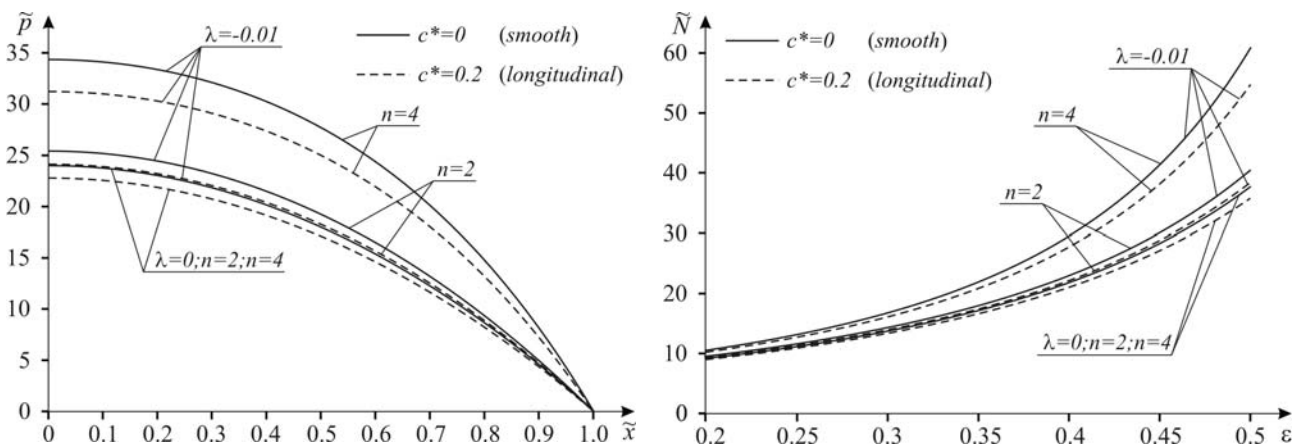 p̃
35
30
25
20
15
10
5
0
0 0.1 0.2 0.3 0.4 0.5 0.6 0.7 0.8 0.9 1.0 x̃
λ=-0.01
c*=0 (smooth)
c*=0.2 (longitudinal)
n=4
n=2
λ=0;n=2;n=4
Ñ
60
50
40
30
20
10
0
0.2 0.25 0.3 0.35 0.4 0.45 0.5 ε
c*=0 (smooth)
c*=0.2 (longitudinal)
λ=-0.01
n=4
n=2
λ=0;n=2;n=4